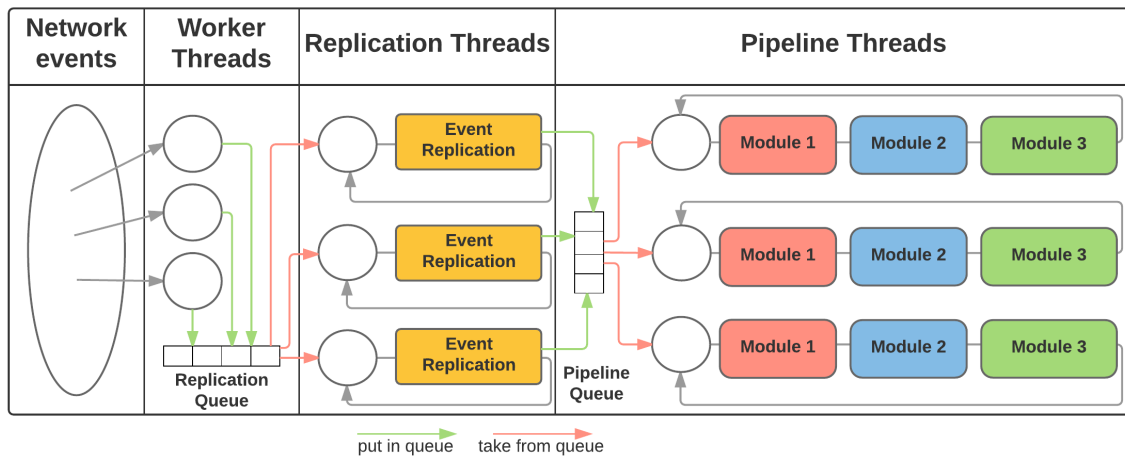 Network
events
Worker
Threads
Replication Threads
Pipeline Threads
Event
Replication
Module 1
Module 2
Module 3
Event
Replication
Module 1
Module 2
Module 3
Event
Replication
Module 1
Module 2
Module 3
Replication
Queue
Pipeline
Queue
put in queue
take from queue